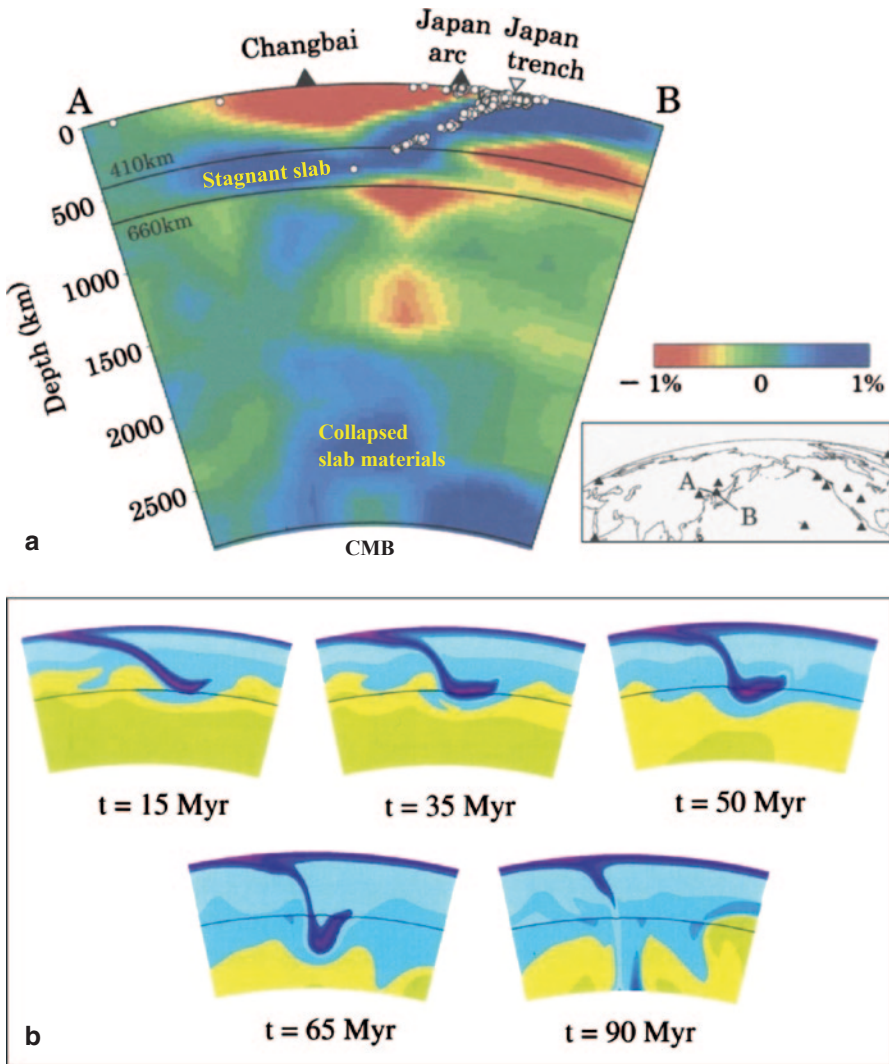 Changbai
Japan
arc
Japan
trench
A
B
0
410km
Stagnant slab
500
660km
1000
1500
2000
2500
Depth (km)
Collapsed
slab materials
CMB
− 1%
0
1%
A
B
a
t = 15 Myr
t = 35 Myr
t = 50 Myr
t = 65 Myr
t = 90 Myr
b